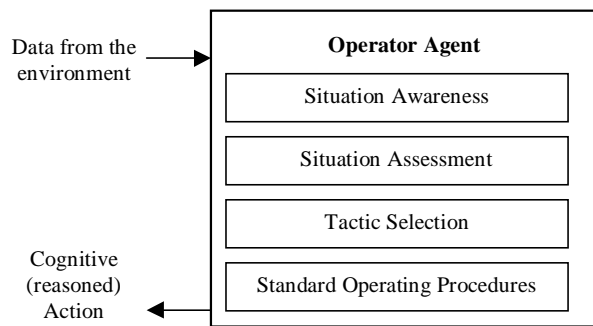 Data from the
environment
Operator Agent
Situation Awareness
Situation Assessment
Tactic Selection
Standard Operating Procedures
Cognitive
(reasoned)
Action